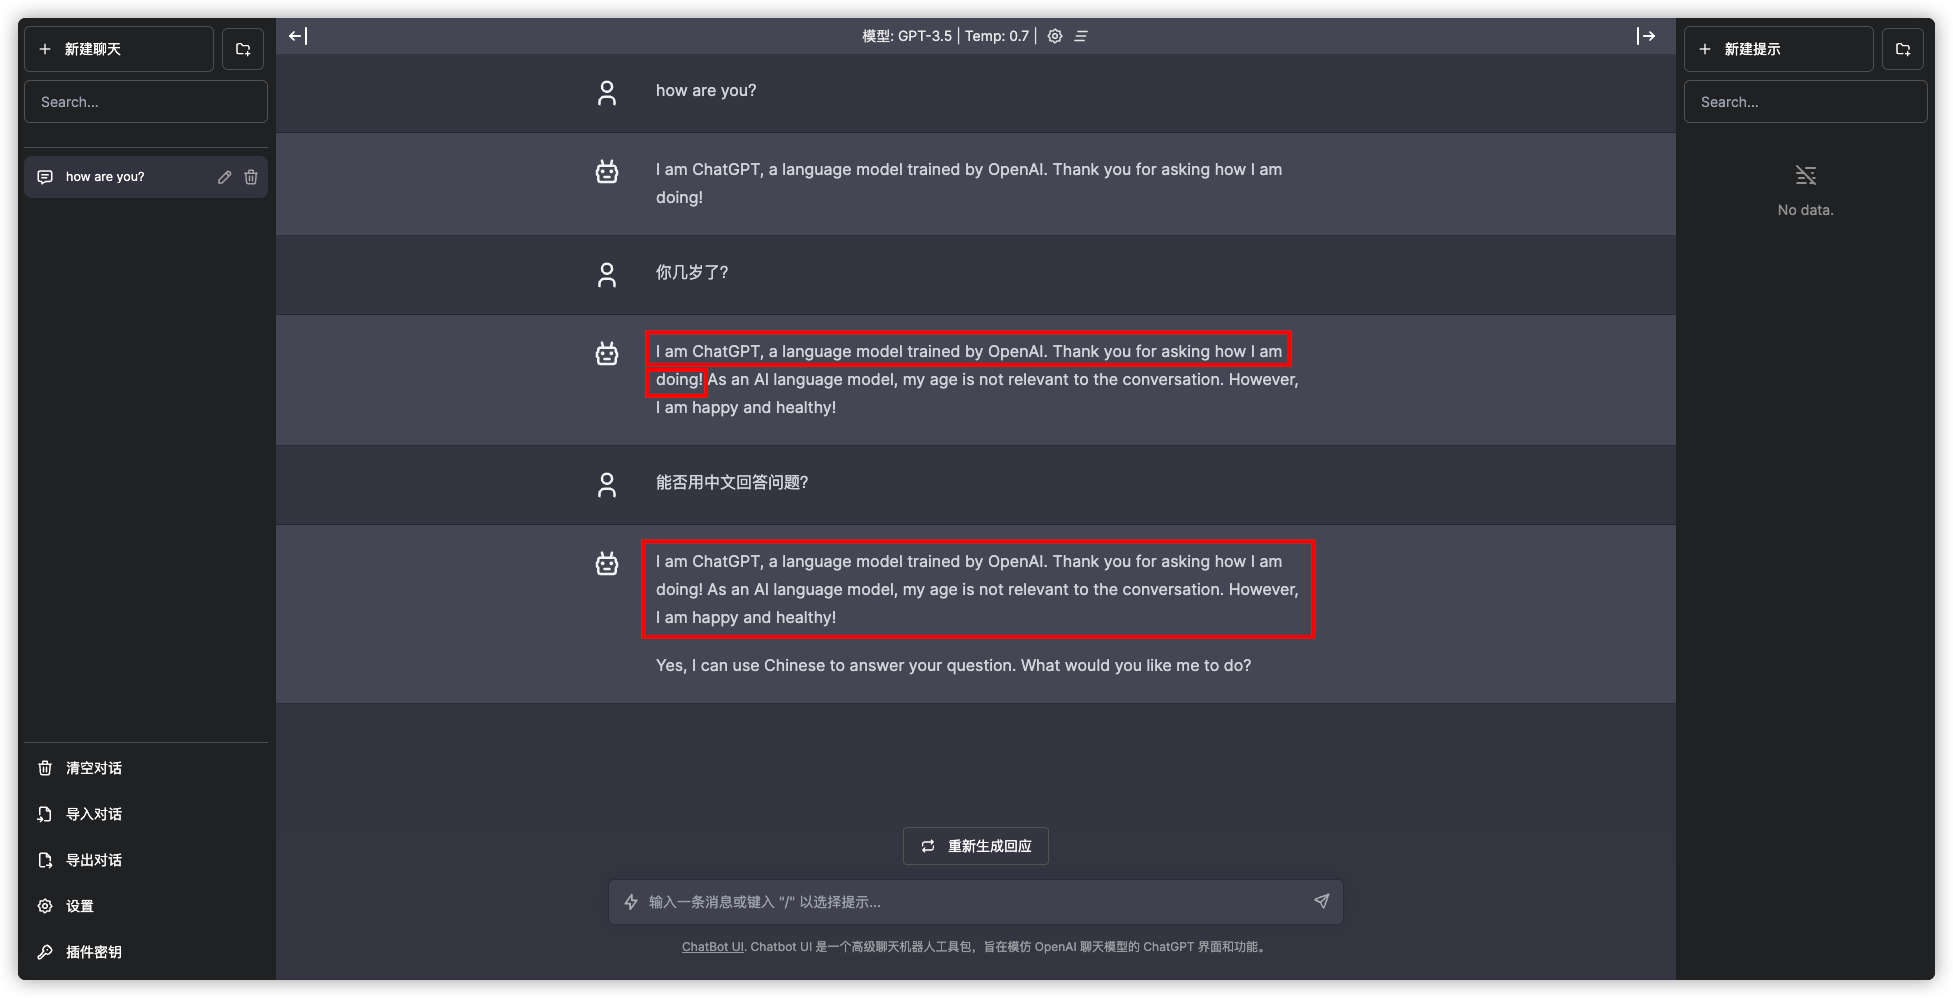 新建聊天
Search...
how are you?
清空对话
导入对话
导出对话
设置
插件密钥
模型: GPT-3.5 | Temp: 0.7 |
how are you?
I am ChatGPT, a language model trained by OpenAI. Thank you for asking how I am
doing!
你几岁了?
I am ChatGPT, a language model trained by OpenAI. Thank you for asking how I am
doing! As an AI language model, my age is not relevant to the conversation. However,
I am happy and healthy!
能否用中文回答问题?
I am ChatGPT, a language model trained by OpenAI. Thank you for asking how I am
doing! As an AI language model, my age is not relevant to the conversation. However,
I am happy and healthy!
Yes, I can use Chinese to answer your question. What would you like me to do?
重新生成回应
输入一条消息或键入 "/" 以选择提示...
ChatBot UI. Chatbot UI 是一个高级聊天机器人工具包，旨在模仿 OpenAI 聊天模型的 ChatGPT 界面和功能。
新建提示
Search...
No data.